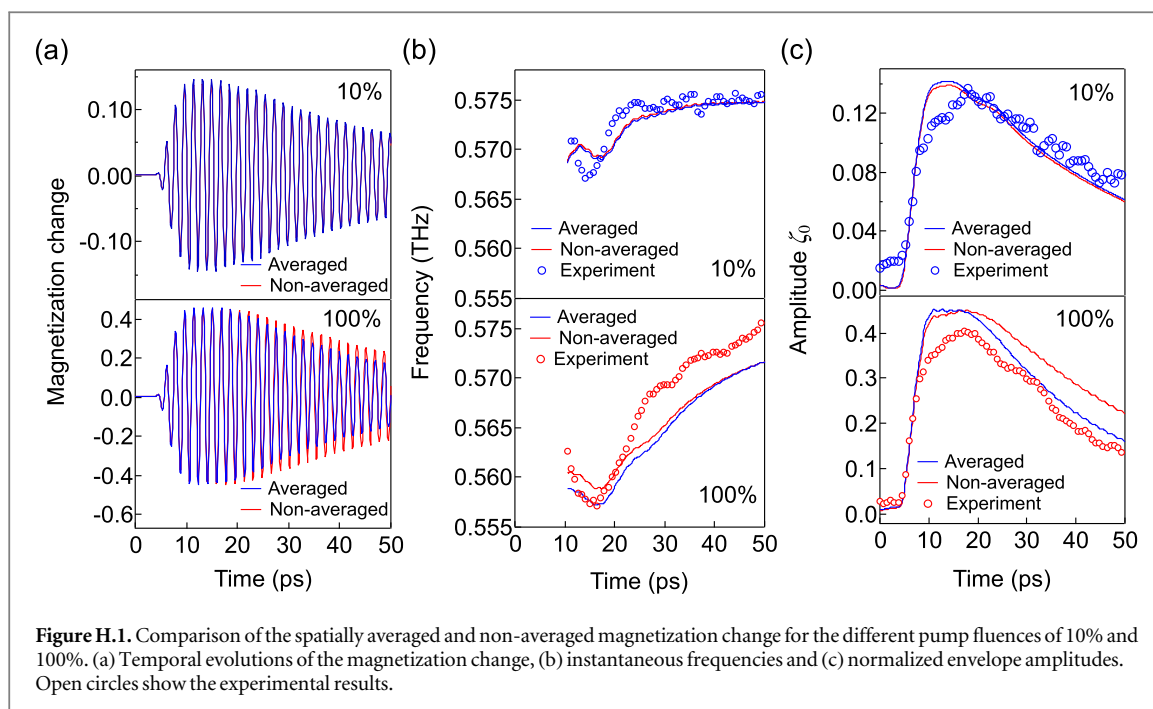 (a)
(b)
(c)
Magnetization change
0.10
0.00
-0.10
10%
Averaged
Non-averaged
0.4
0.2
0.0
-0.2
-0.4
-0.6
100%
Averaged
Non-averaged
0 10 20 30 40 50
Time (ps)
Frequency (THz)
0.575
0.570
0.565
0.560
0.555
Averaged
Non-averaged
Experiment
10%
0.575
0.570
0.565
0.560
0.555
Averaged
Non-averaged
Experiment
100%
0 10 20 30 40 50
Time (ps)
Amplitude ζ0
0.12
0.08
0.04
0.00
10%
Averaged
Non-averaged
Experiment
0.4
0.3
0.2
0.1
0.0
100%
Averaged
Non-averaged
Experiment
0 10 20 30 40 50
Time (ps)
Figure H.1. Comparison of the spatially averaged and non-averaged magnetization change for the different pump fluences of 10% and
100%. (a) Temporal evolutions of the magnetization change, (b) instantaneous frequencies and (c) normalized envelope amplitudes.
Open circles show the experimental results.